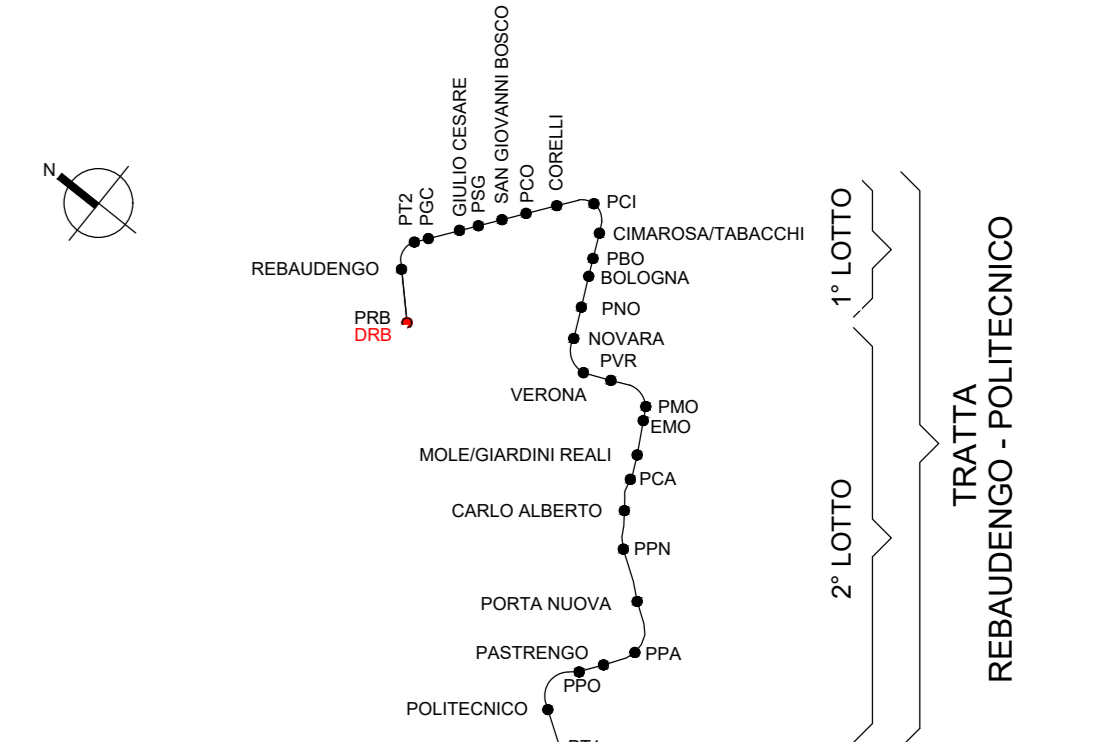 N
PT2
PGC
GIULIO CESARE
PSG
SAN GIOVANNI BOSCO
PCO
CORELLI
PCI
CIMAROSA/TABACCHI
REBAUDENGO
PBO
BOLOGNA
PRB
DRB
PNO
NOVARA
PVR
VERONA
PMO
EMO
MOLE/GIARDINI REALI
PCA
CARLO ALBERTO
PPN
PORTA NUOVA
PASTRENGO
PPA
PPO
POLITECNICO
1° LOTTO
2° LOTTO
TRATTA
REBAUDENGO - POLITECNICO